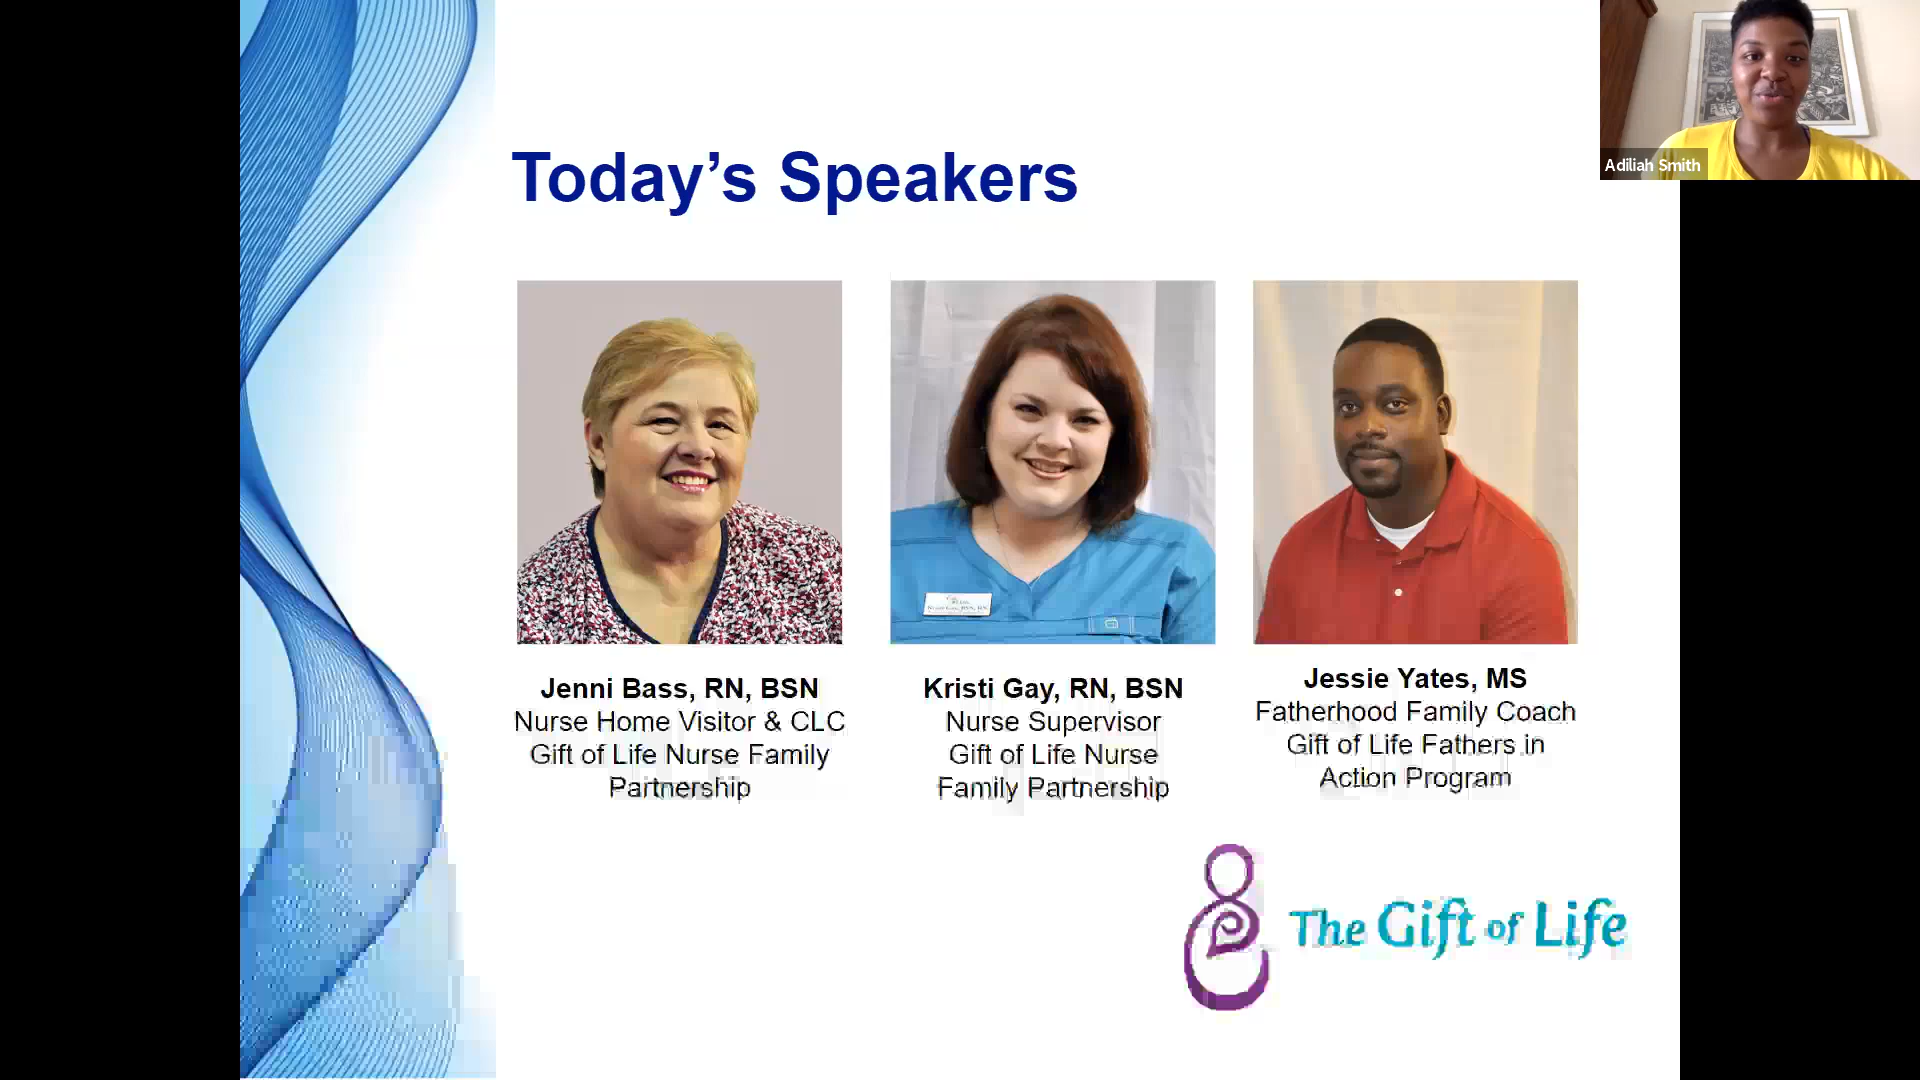 Today's Speakers
Adiliah Smith
Jenni Bass, RN, BSN
Nurse Home Visitor & CLC
Gift of Life Nurse Family
Partnership
Kristi Gay, RN, BSN
Nurse Supervisor
Gift of Life Nurse
Family Partnership
Jessie Yates, MS
Fatherhood Family Coach
Gift of Life Fathers in
Action Program
The Gift of Life